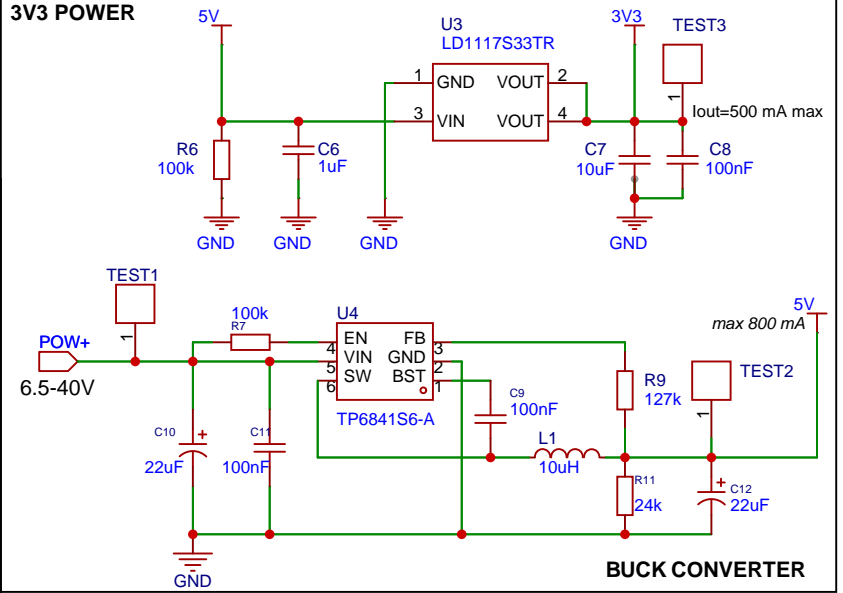 3V3 POWER
5V
U3
LD1117S33TR
3V3
TEST3
1 GND VOUT 2
3 VIN VOUT 4
1
Iout=500 mA max
R6
100k
C6
1uF
C7
10uF
C8
100nF
GND
GND
GND
GND
TEST1
1
POW+
6.5-40V
100k
R7
U4
EN FB
4 VIN GND 3
5 SW BST 2
6 1
TP6841S6-A
C9
100nF
R9
127k
L1
10uH
TEST2
1
5V
max 800 mA
C10
22uF
+
C11
100nF
R11
24k
C12
22uF
+
GND
BUCK CONVERTER